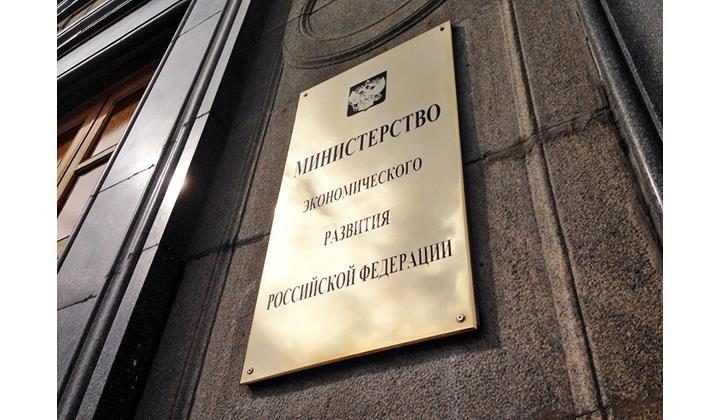 МИНИСТЕРСТВО
ЭКОНОМИЧЕСКОГО
РАЗВИТИЯ
РОССИЙСКОЙ ФЕДЕРАЦИИ